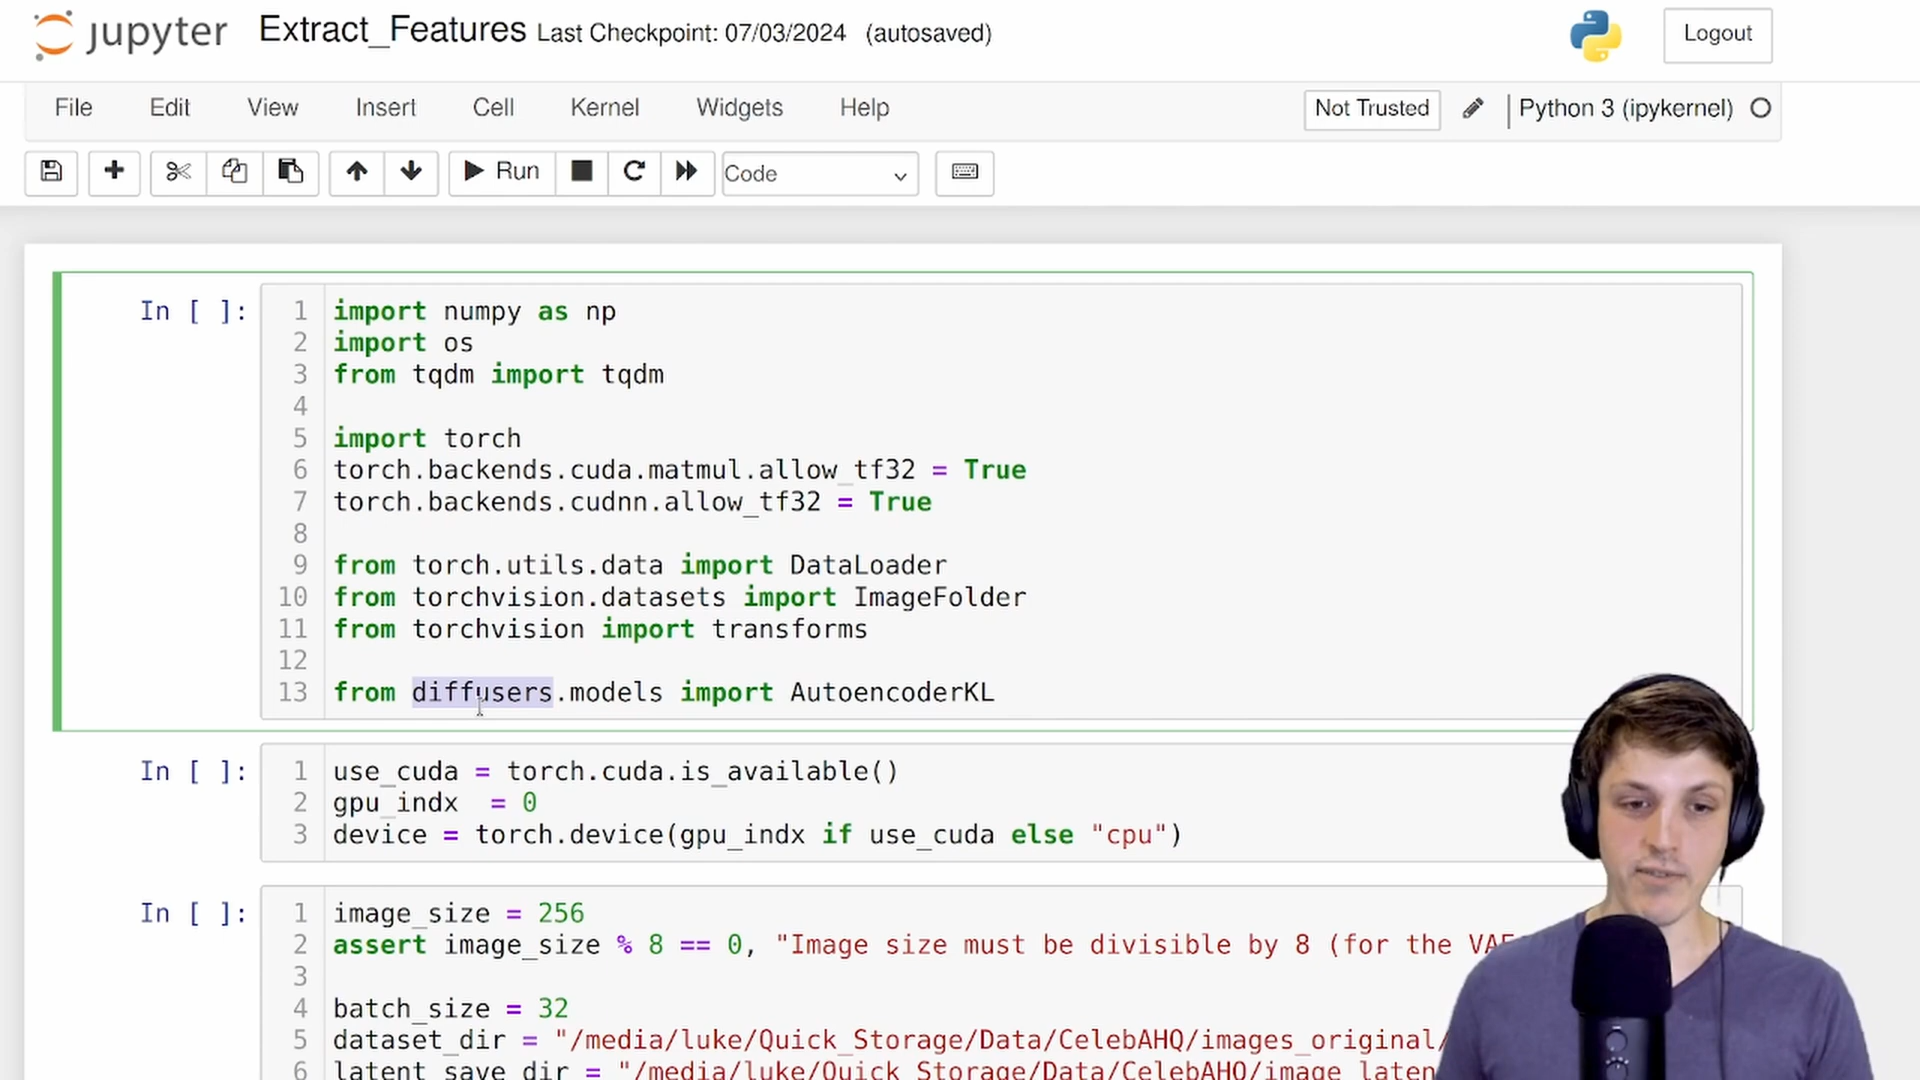 jupyter Extract_Features Last Checkpoint: 07/03/2024 (autosaved) Logout
File Edit View Insert Cell Kernel Widgets Help Not Trusted Python 3 (ipykernel)
Run Code
In [ ]:
1 import numpy as np
2 import os
3 from tqdm import tqdm
4
5 import torch
6 torch.backends.cuda.matmul.allow_tf32 = True
7 torch.backends.cudnn.allow_tf32 = True
8
9 from torch.utils.data import DataLoader
10 from torchvision.datasets import ImageFolder
11 from torchvision import transforms
12
13 from diffusers.models import AutoencoderKL
In [ ]:
1 use_cuda = torch.cuda.is_available()
2 gpu_indx  = 0
3 device = torch.device(gpu_indx if use_cuda else "cpu")
In [ ]:
1 image_size = 256
2 assert image_size % 8 == 0, "Image size must be divisible by 8 (for the VAE
3
4 batch_size = 32
5 dataset_dir = "/media/luke/Quick_Storage/Data/CelebAHQ/images_original/
6 latent_save_dir = "/media/luke/Quick_Storage/Data/CelebAHQ/image_laten